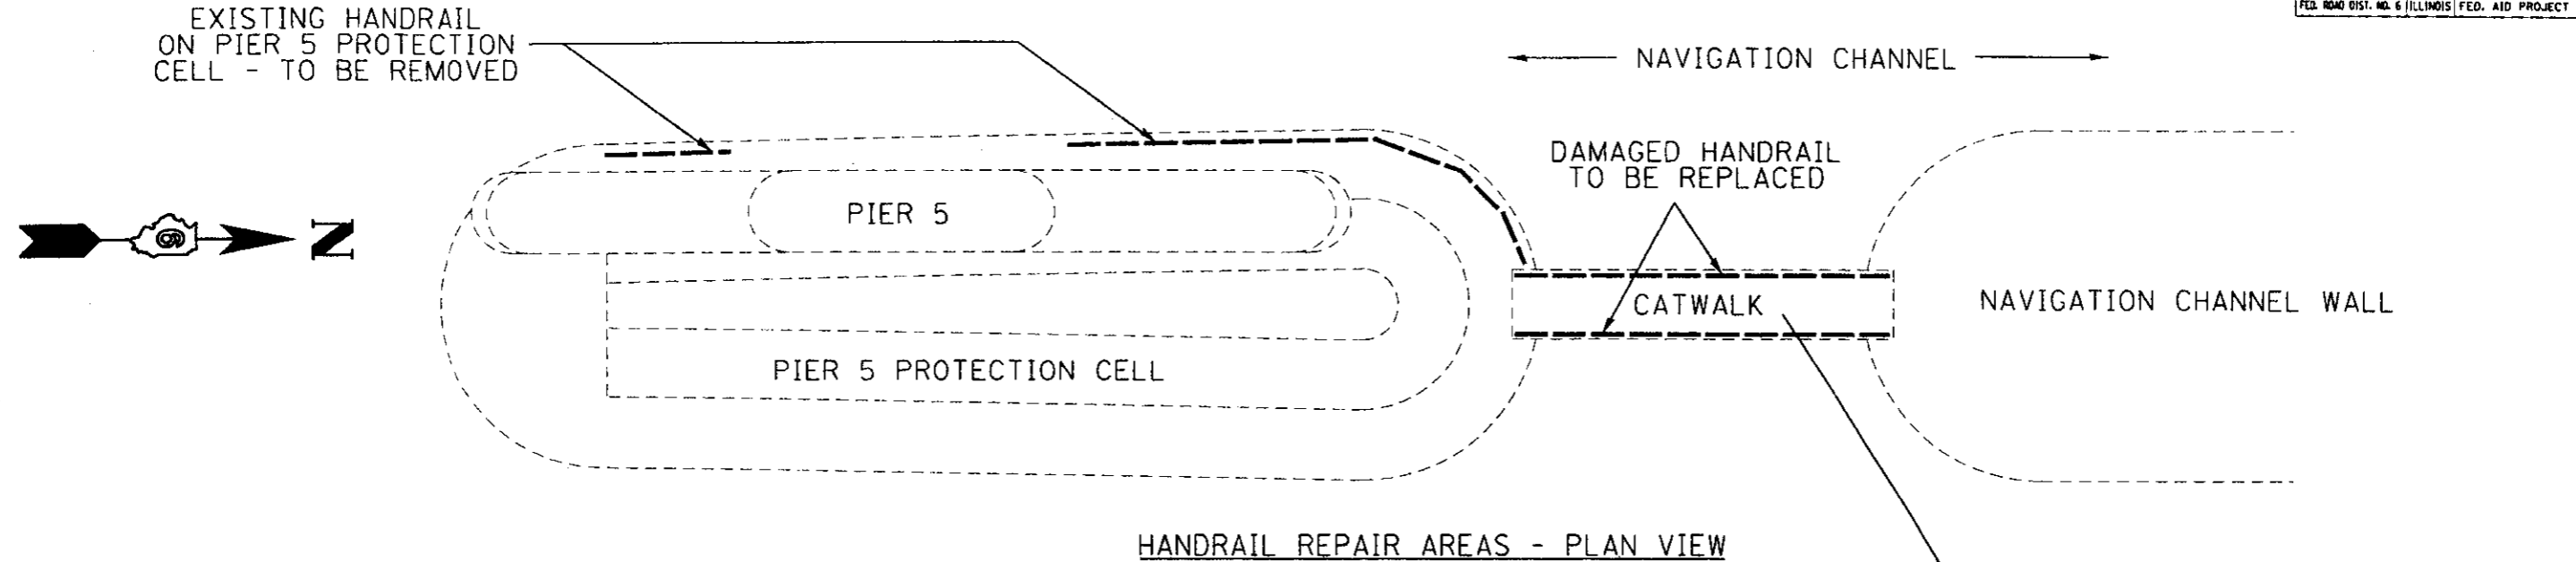 FED. ROAD DIST. NO. 6 ILLINOIS FED. AID PROJECT
EXISTING HANDRAIL
ON PIER 5 PROTECTION
CELL - TO BE REMOVED
NAVIGATION CHANNEL
DAMAGED HANDRAIL
TO BE REPLACED
PIER 5
N
CATWALK
NAVIGATION CHANNEL WALL
PIER 5 PROTECTION CELL
HANDRAIL REPAIR AREAS - PLAN VIEW